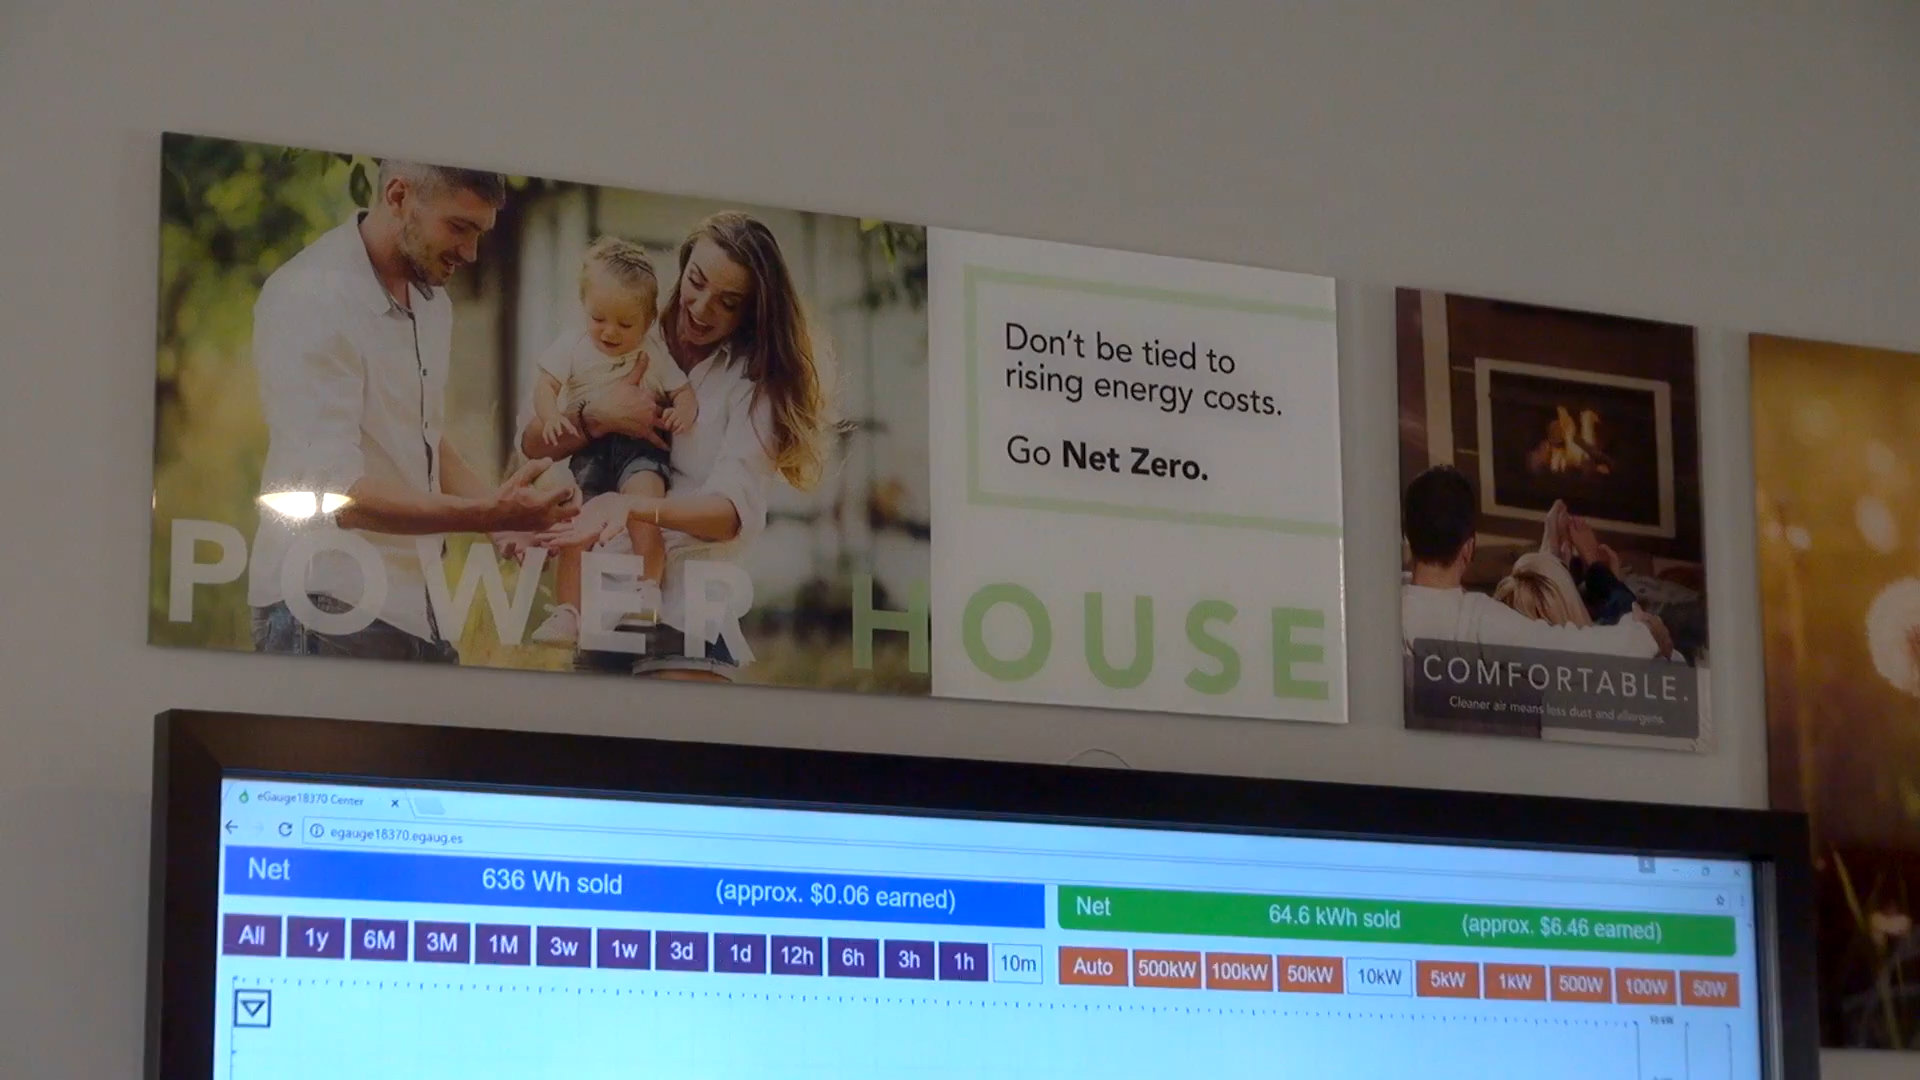 Don't be tied to
rising energy costs.
Go Net Zero.
POWER HOUSE
COMFORTABLE.
Cleaner air means less dust and allergens.
eGauge18370 Center
egauge18370.egaug.es
Net 636 Wh sold (approx. $0.06 earned)
Net 64.6 kWh sold (approx. $6.46 earned)
All 1y 6M 3M 1M 3w 1w 3d 1d 12h 6h 3h 1h 10m
Auto 500kW 100kW 50kW 10kW 5kW 1kW 500W 100W 50W